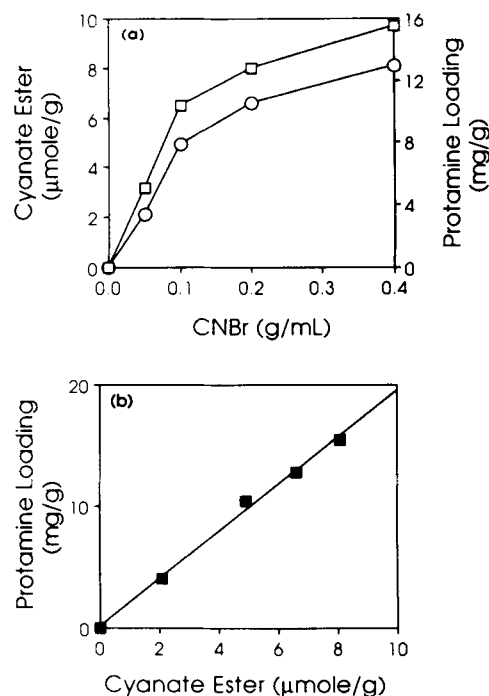 (a)
10
8
6
4
2
0
Cyanate Ester
(μmole/g)
16
12
8
4
0
Protamine Loading
(mg/g)
0.0 0.1 0.2 0.3 0.4
CNBr (g/mL)
(b)
20
10
0
Protamine Loading
(mg/g)
0 2 4 6 8 10
Cyanate Ester (μmole/g)